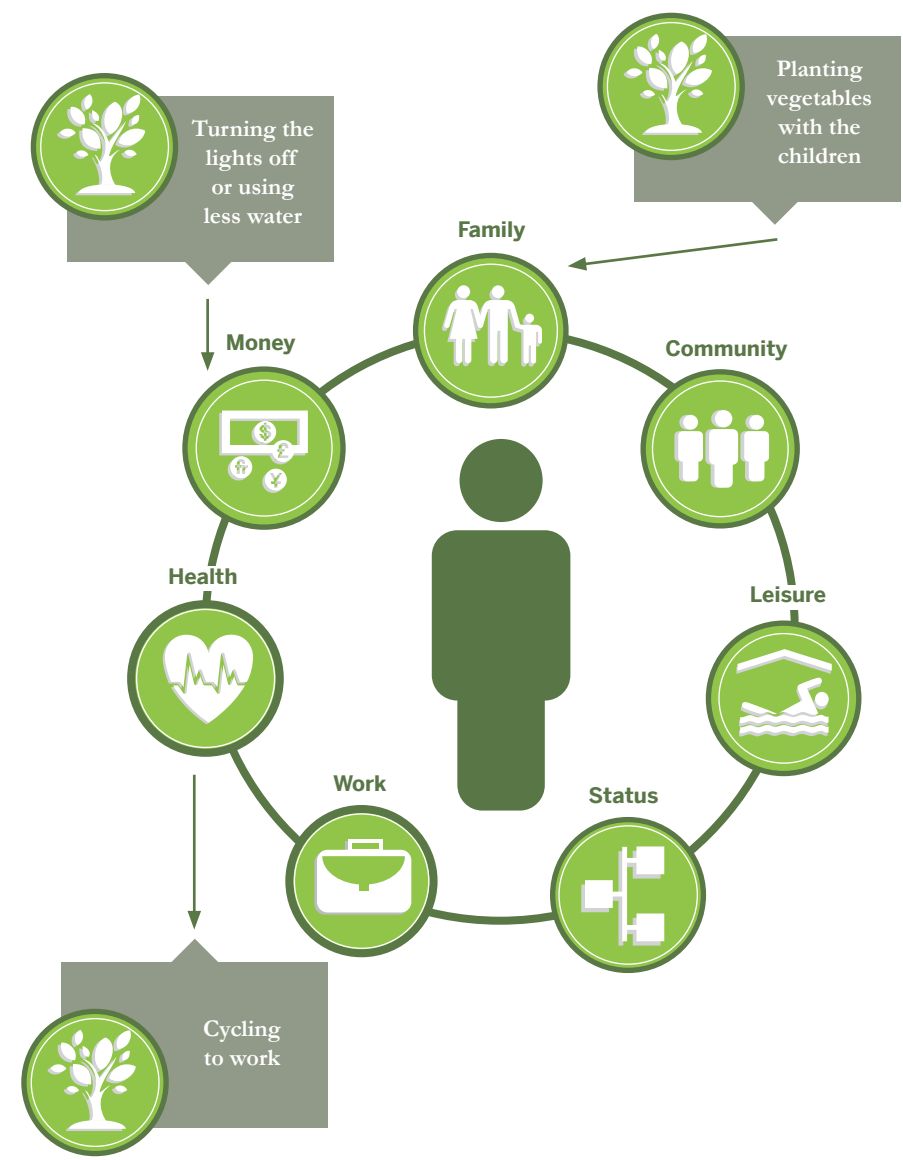 Planting
vegetables
with the
children
Turning the
lights off
or using
less water
Family
Money
Community
$
£
¥
Health
Leisure
Work
Status
Cycling
to work